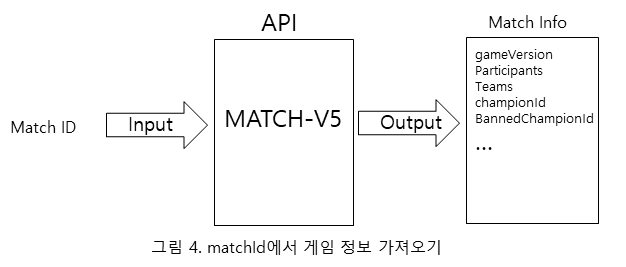 API
Match Info
Match ID
Input
MATCH-V5
Output
gameVersion
Participants
Teams
championId
BannedChampionId
...
그림 4. matchId에서 게임 정보 가져오기